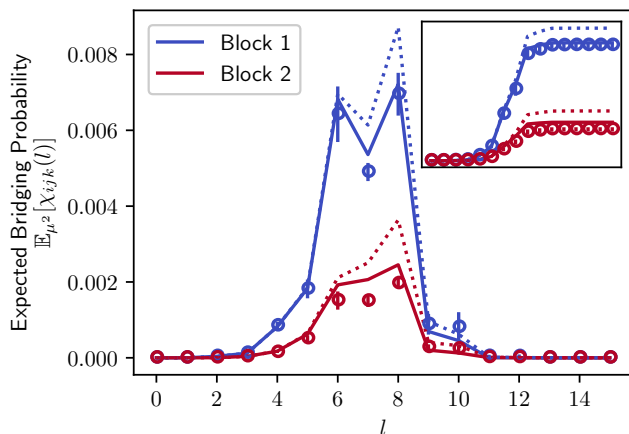 Expected Bridging Probability
𝔼_{μ²}[χ_{ijk}(l)]
0.008
0.006
0.004
0.002
0.000
Block 1
Block 2
0 2 4 6 8 10 12 14
l